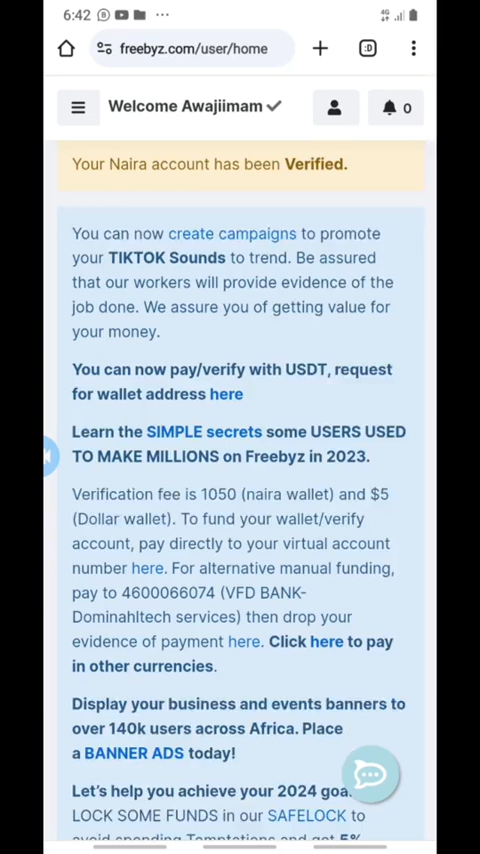 6:42
4G
freebyz.com/user/home
:D
Welcome Awajiimam
0
Your Naira account has been Verified.
You can now create campaigns to promote
your TIKTOK Sounds to trend. Be assured
that our workers will provide evidence of the
job done. We assure you of getting value for
your money.
You can now pay/verify with USDT, request
for wallet address here
Learn the SIMPLE secrets some USERS USED
TO MAKE MILLIONS on Freebyz in 2023.
Verification fee is 1050 (naira wallet) and $5
(Dollar wallet). To fund your wallet/verify
account, pay directly to your virtual account
number here. For alternative manual funding,
pay to 4600066074 (VFD BANK-
Dominahltech services) then drop your
evidence of payment here. Click here to pay
in other currencies.
Display your business and events banners to
over 140k users across Africa. Place
a BANNER ADS today!
Let's help you achieve your 2024 goa
LOCK SOME FUNDS in our SAFELOCK to
avoid spending Temptations and get 5%